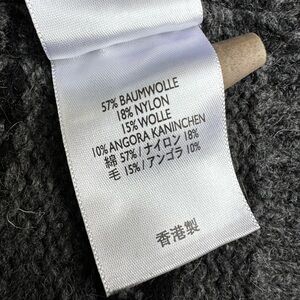 57% BAUMWOLLE
18% NYLON
15% WOLLE
10% ANGORA KANINCHEN
綿 57% / ナイロン 18%
毛 15% / アンゴラ 10%
香港製